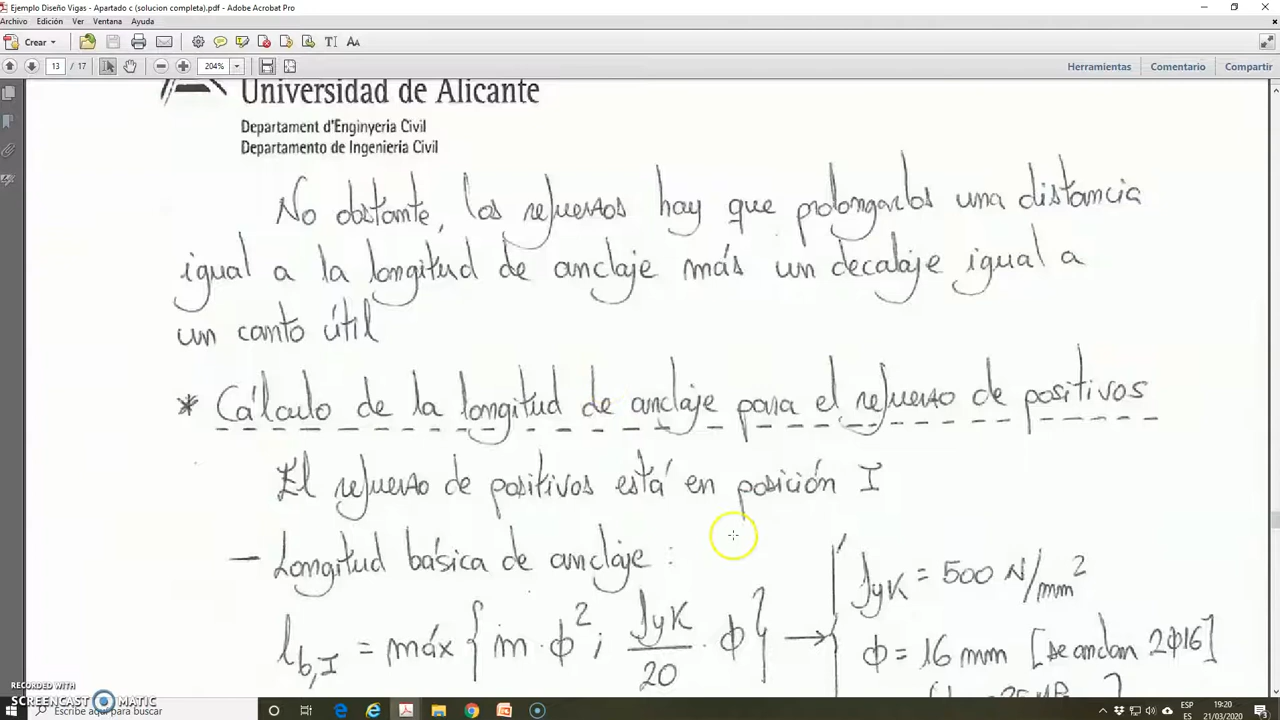 Ejemplo Diseño Vigas - Apartado c (solucion completa).pdf - Adobe Acrobat Pro
Archivo Edición Ver Ventana Ayuda
Crear
13 / 17 204% Herramientas Comentario Compartir
Universidad de Alicante
Departament d'Enginyeria Civil
Departamento de Ingeniería Civil
No obstante, los refuerzos hay que prolongarlos una distancia
igual a la longitud de anclaje más un decalaje igual a
un canto útil
* Cálculo de la longitud de anclaje para el refuerzo de positivos
El refuerzo de positivos está en posición I
— Longitud básica de anclaje :
l b,I = máx { m · ϕ² ; fyk / 20 · ϕ } → { fyk = 500 N/mm²
ϕ = 16 mm [se anclan 2ϕ16]
RECORDED WITH
SCREENCAST MATIC
Escribe aquí para buscar
ESP 19:20
ES 21/03/2020